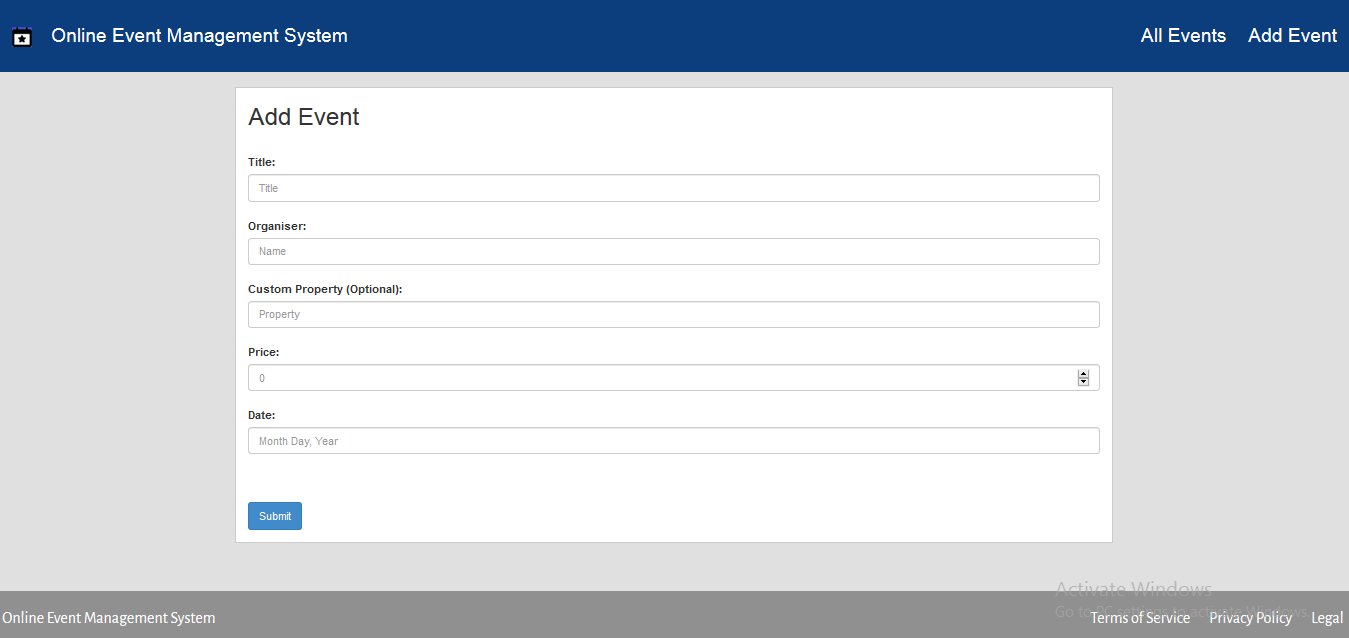 Online Event Management System
All Events Add Event
Add Event
Title:
Title
Organiser:
Name
Custom Property (Optional):
Property
Price:
0
Date:
Month Day, Year
Submit
Activate Windows
Go to PC settings to activate Windows.
Online Event Management System
Terms of Service Privacy Policy Legal